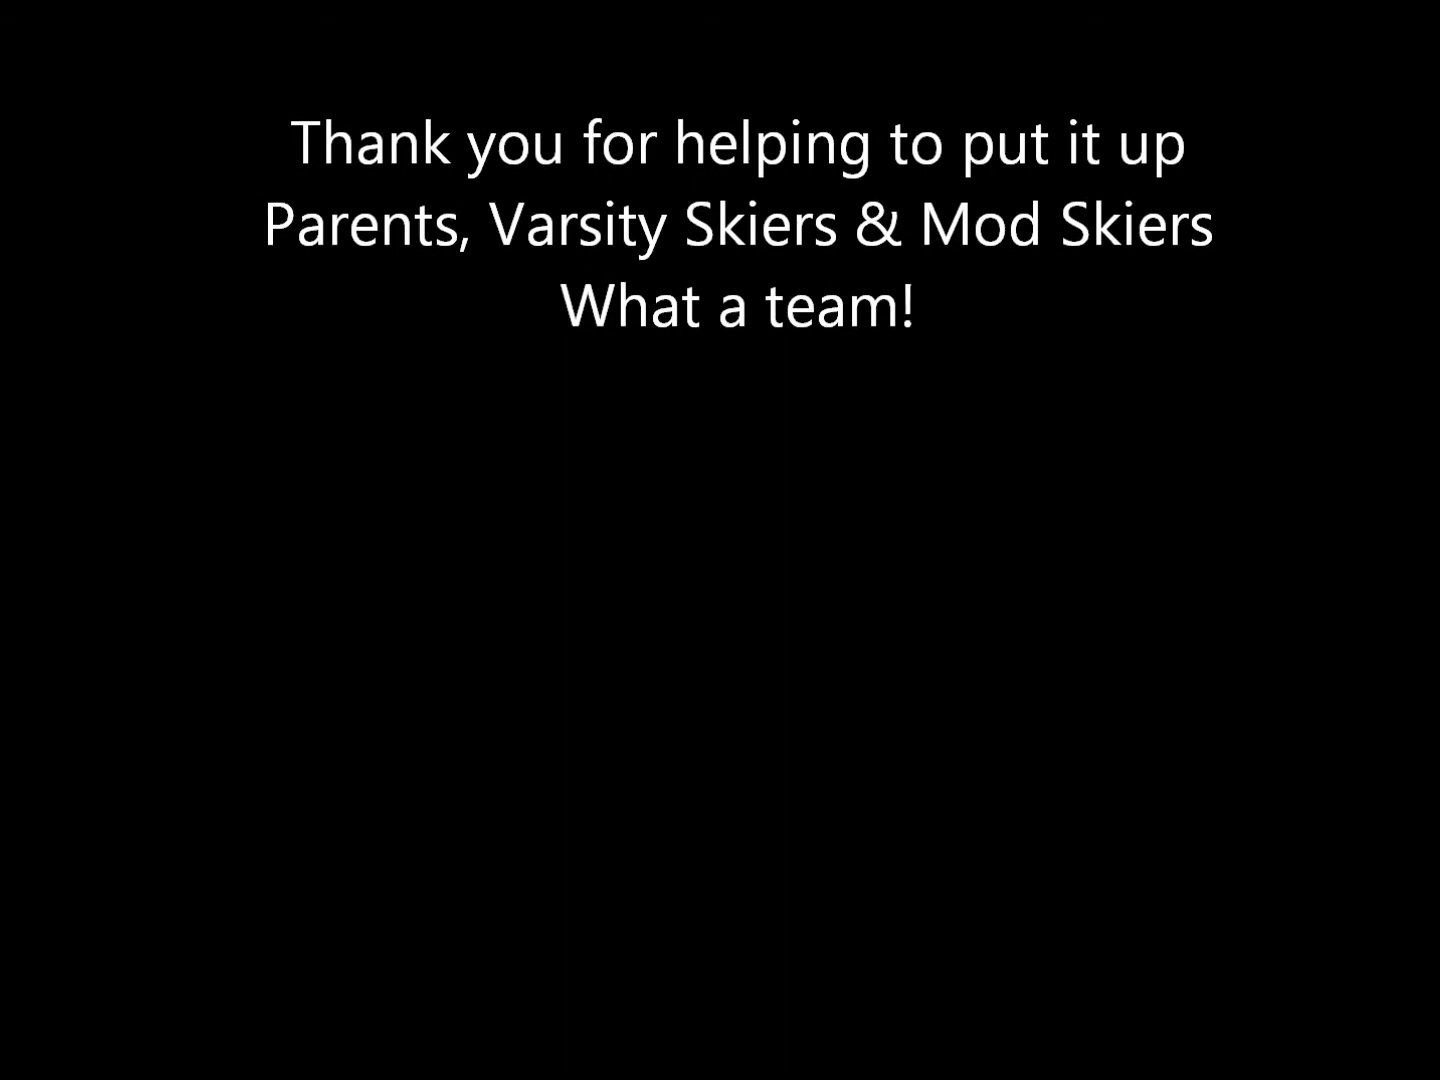 Thank you for helping to put it up
Parents, Varsity Skiers & Mod Skiers
What a team!